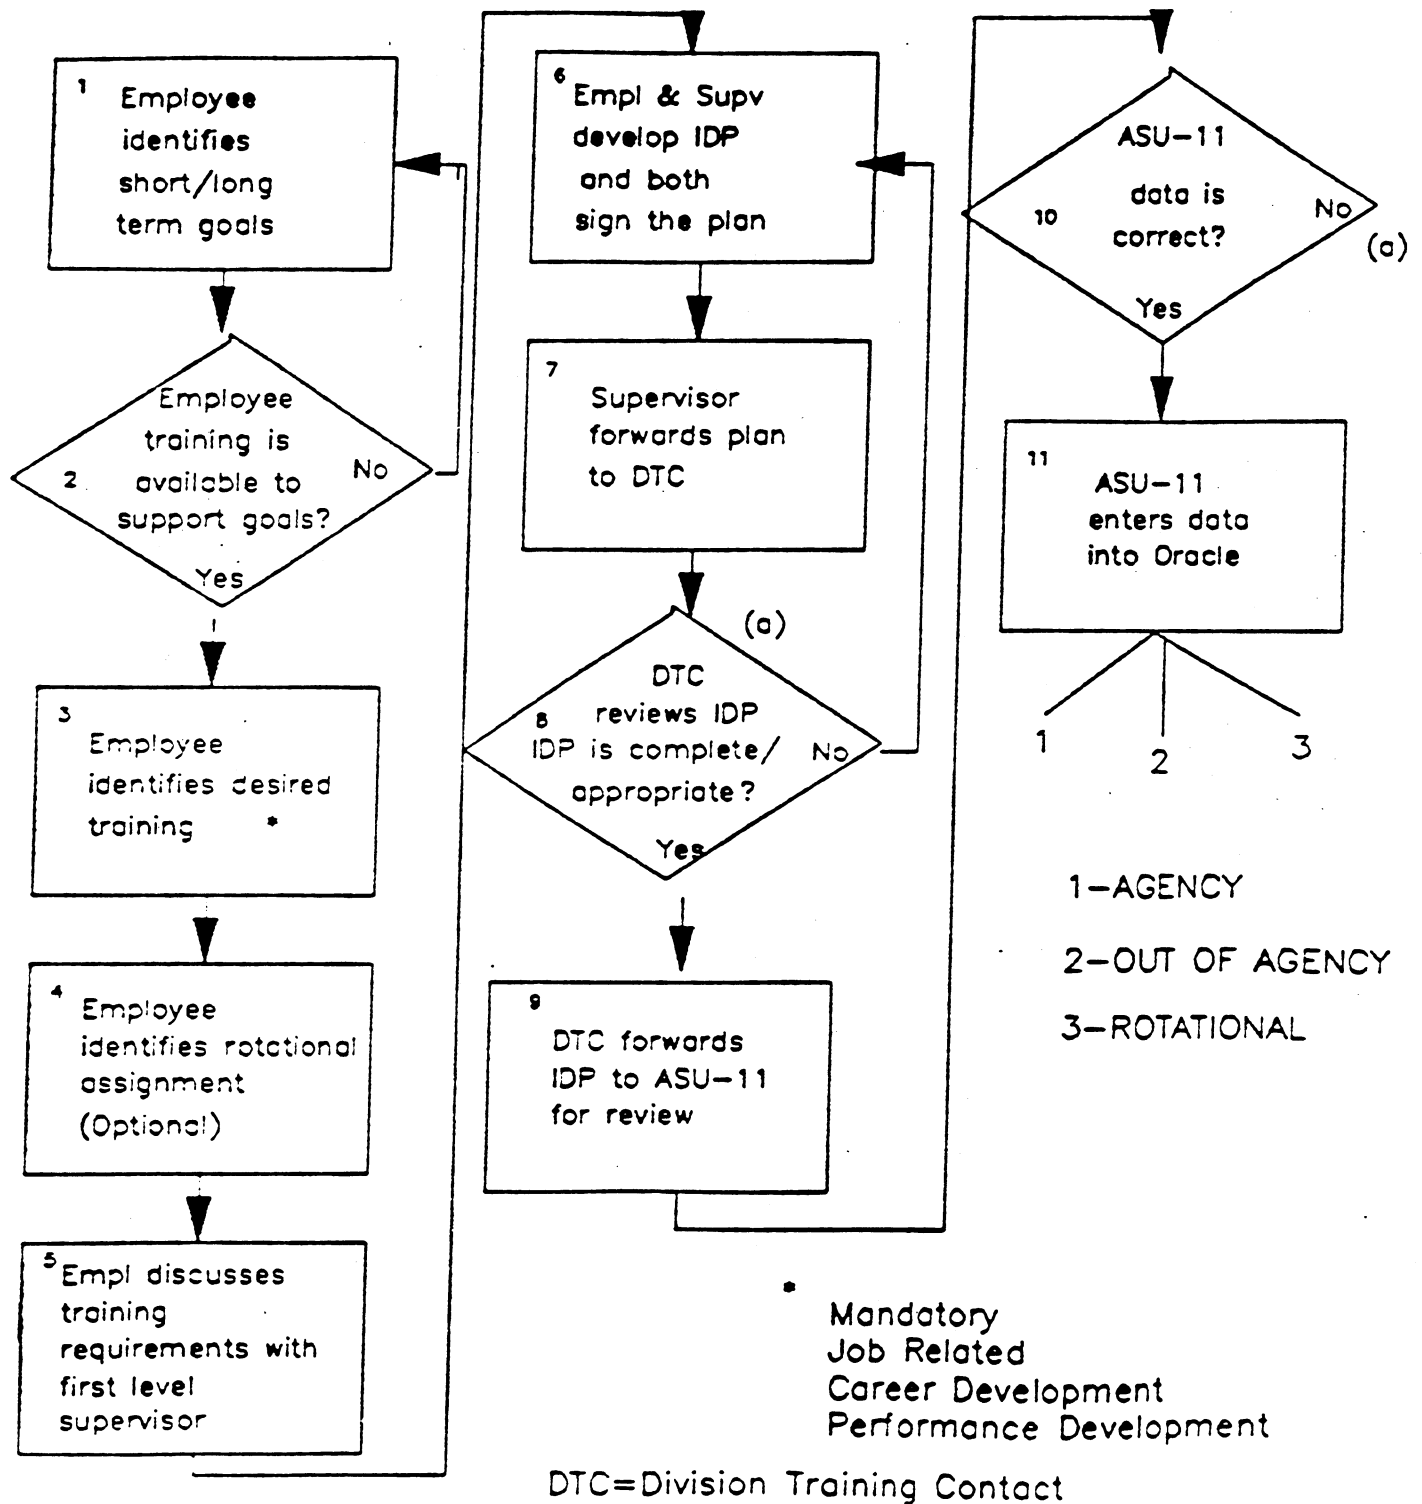 1
Employee
identifies
short/long
term goals
2
Employee
training is
available to
support goals?
No
Yes
3
Employee
identifies desired
training *
4
Employee
identifies rotational
assignment
(Optional)
5
Empl discusses
training
requirements with
first level
supervisor
6
Empl & Supv
develop IDP
and both
sign the plan
7
Supervisor
forwards plan
to DTC
(a)
8
DTC
reviews IDP
IDP is complete/
appropriate?
No
Yes
9
DTC forwards
IDP to ASU-11
for review
10
ASU-11
data is
correct?
No
(a)
Yes
11
ASU-11
enters data
into Oracle
1
2
3
1-AGENCY
2-OUT OF AGENCY
3-ROTATIONAL
*
Mandatory
Job Related
Career Development
Performance Development
DTC=Division Training Contact